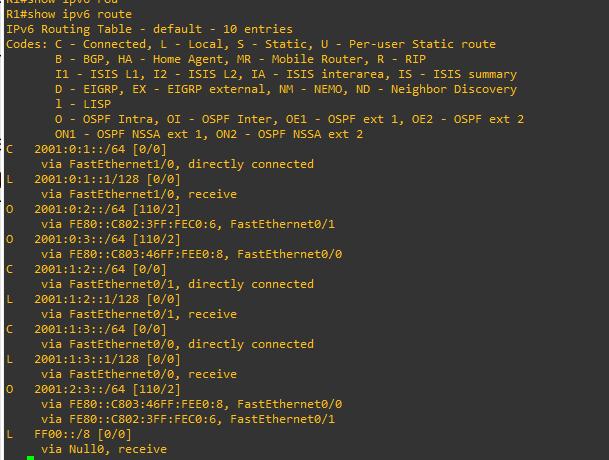 R1#show ipv6 rou
R1#show ipv6 route
IPv6 Routing Table - default - 10 entries
Codes: C - Connected, L - Local, S - Static, U - Per-user Static route
       B - BGP, HA - Home Agent, MR - Mobile Router, R - RIP
       I1 - ISIS L1, I2 - ISIS L2, IA - ISIS interarea, IS - ISIS summary
       D - EIGRP, EX - EIGRP external, NM - NEMO, ND - Neighbor Discovery
       l - LISP
       O - OSPF Intra, OI - OSPF Inter, OE1 - OSPF ext 1, OE2 - OSPF ext 2
       ON1 - OSPF NSSA ext 1, ON2 - OSPF NSSA ext 2
C   2001:0:1::/64 [0/0]
     via FastEthernet1/0, directly connected
L   2001:0:1::1/128 [0/0]
     via FastEthernet1/0, receive
O   2001:0:2::/64 [110/2]
     via FE80::C802:3FF:FEC0:6, FastEthernet0/1
O   2001:0:3::/64 [110/2]
     via FE80::C803:46FF:FEE0:8, FastEthernet0/0
C   2001:1:2::/64 [0/0]
     via FastEthernet0/1, directly connected
L   2001:1:2::1/128 [0/0]
     via FastEthernet0/1, receive
C   2001:1:3::/64 [0/0]
     via FastEthernet0/0, directly connected
L   2001:1:3::1/128 [0/0]
     via FastEthernet0/0, receive
O   2001:2:3::/64 [110/2]
     via FE80::C803:46FF:FEE0:8, FastEthernet0/0
     via FE80::C802:3FF:FEC0:6, FastEthernet0/1
L   FF00::/8 [0/0]
     via Null0, receive